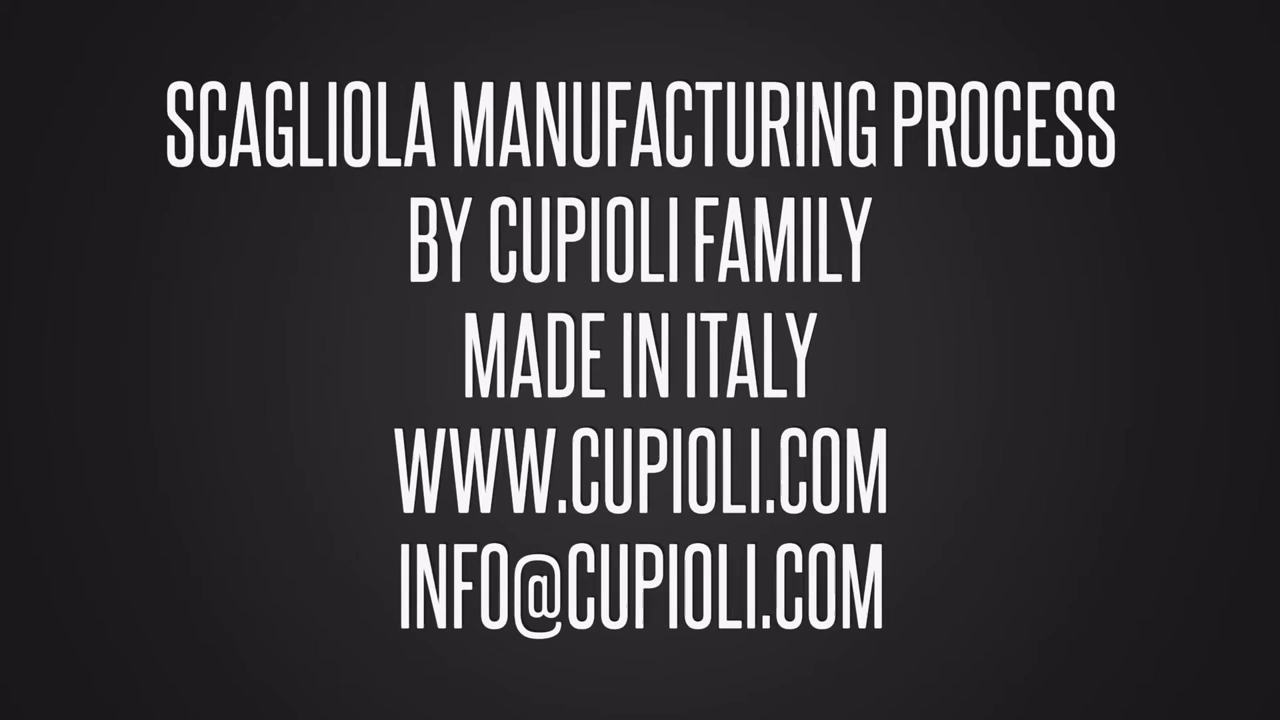 SCAGLIOLA MANUFACTURING PROCESS
BY CUPIOLI FAMILY
MADE IN ITALY
WWW.CUPIOLI.COM
INFO@CUPIOLI.COM